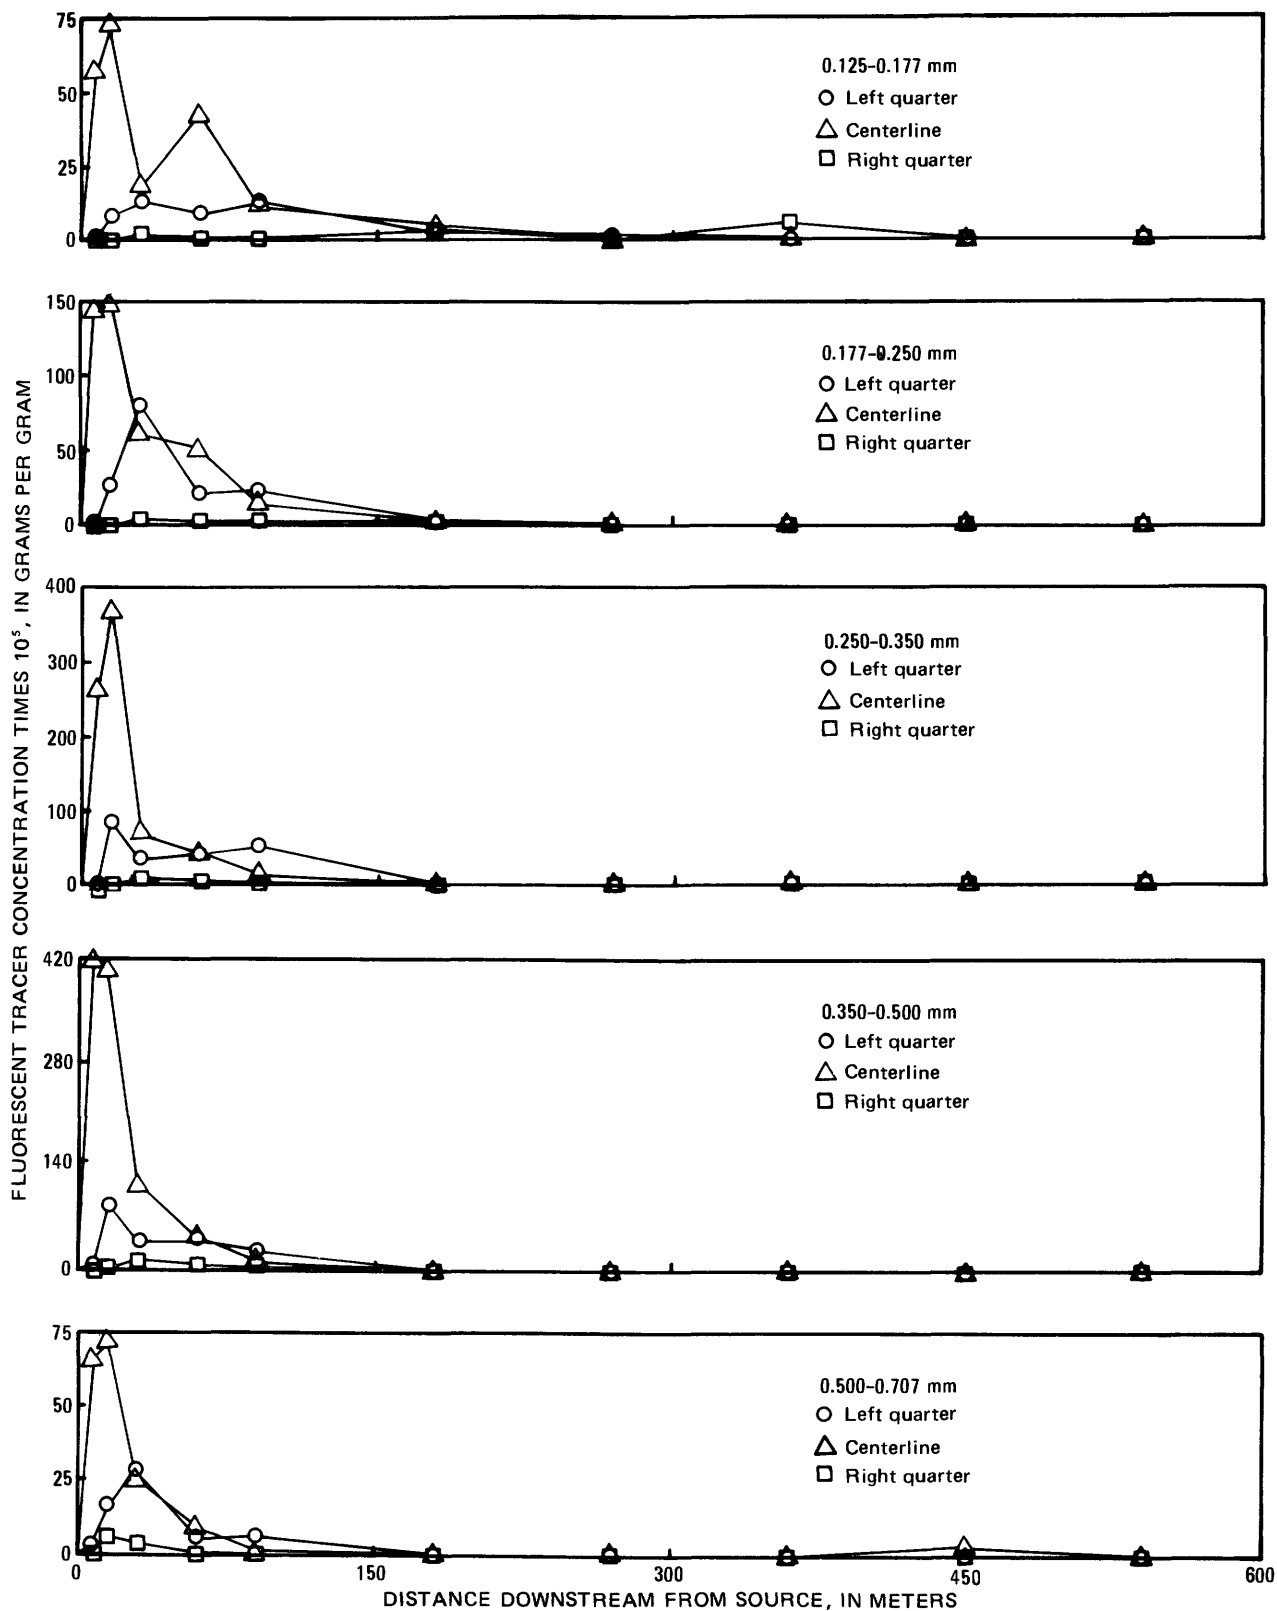 FLUORESCENT TRACER CONCENTRATION TIMES 10⁵, IN GRAMS PER GRAM
75
50
25
0
0.125-0.177 mm
Left quarter
Centerline
Right quarter
150
100
50
0
0.177-0.250 mm
Left quarter
Centerline
Right quarter
400
300
200
100
0
0.250-0.350 mm
Left quarter
Centerline
Right quarter
420
280
140
0
0.350-0.500 mm
Left quarter
Centerline
Right quarter
75
50
25
0
0.500-0.707 mm
Left quarter
Centerline
Right quarter
0 150 300 450 600
DISTANCE DOWNSTREAM FROM SOURCE, IN METERS